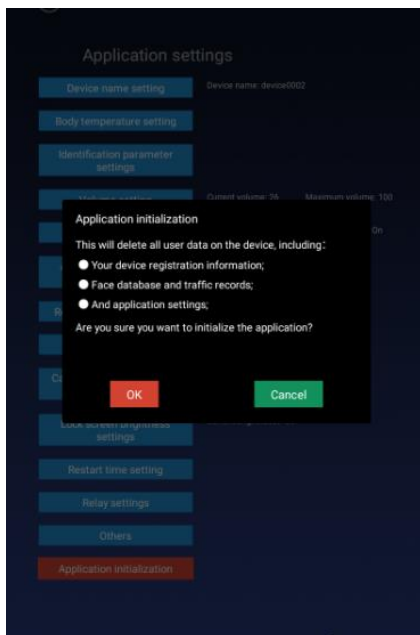 Application settings
Device name setting
Device name: device0002
Body temperature setting
Identification parameter
settings
Current volume: 26
Maximum volume: 100
On
Application initialization
This will delete all user data on the device, including:
Your device registration information;
Face database and traffic records;
And application settings;
Are you sure you want to initialize the application?
OK
Cancel
Lock screen brightness
settings
Restart time setting
Relay settings
Others
Application initialization